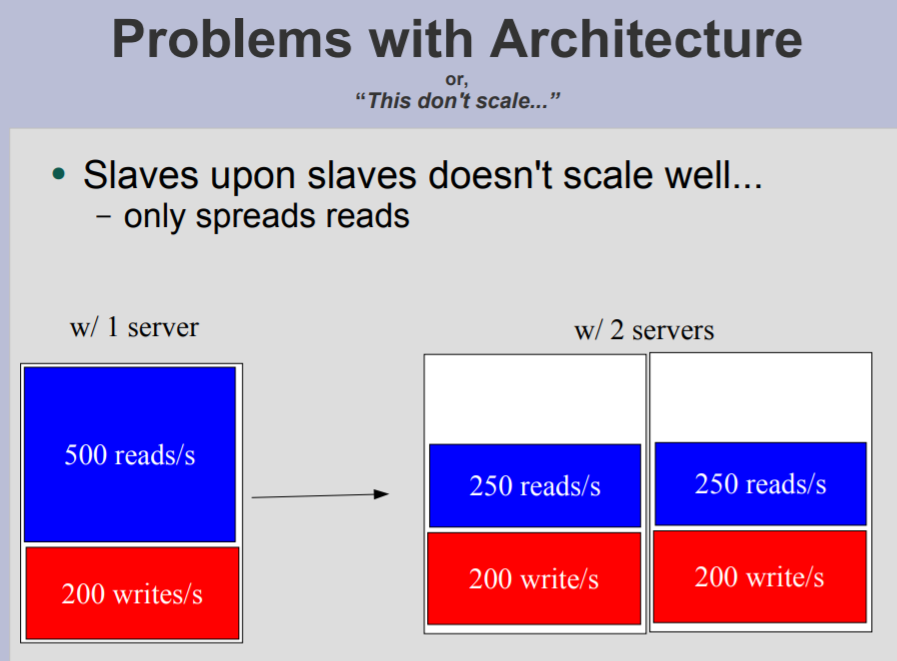 Problems with Architecture
or,
“This don't scale...”
• Slaves upon slaves doesn't scale well...
– only spreads reads
w/ 1 server
w/ 2 servers
500 reads/s
200 writes/s
250 reads/s
250 reads/s
200 write/s
200 write/s